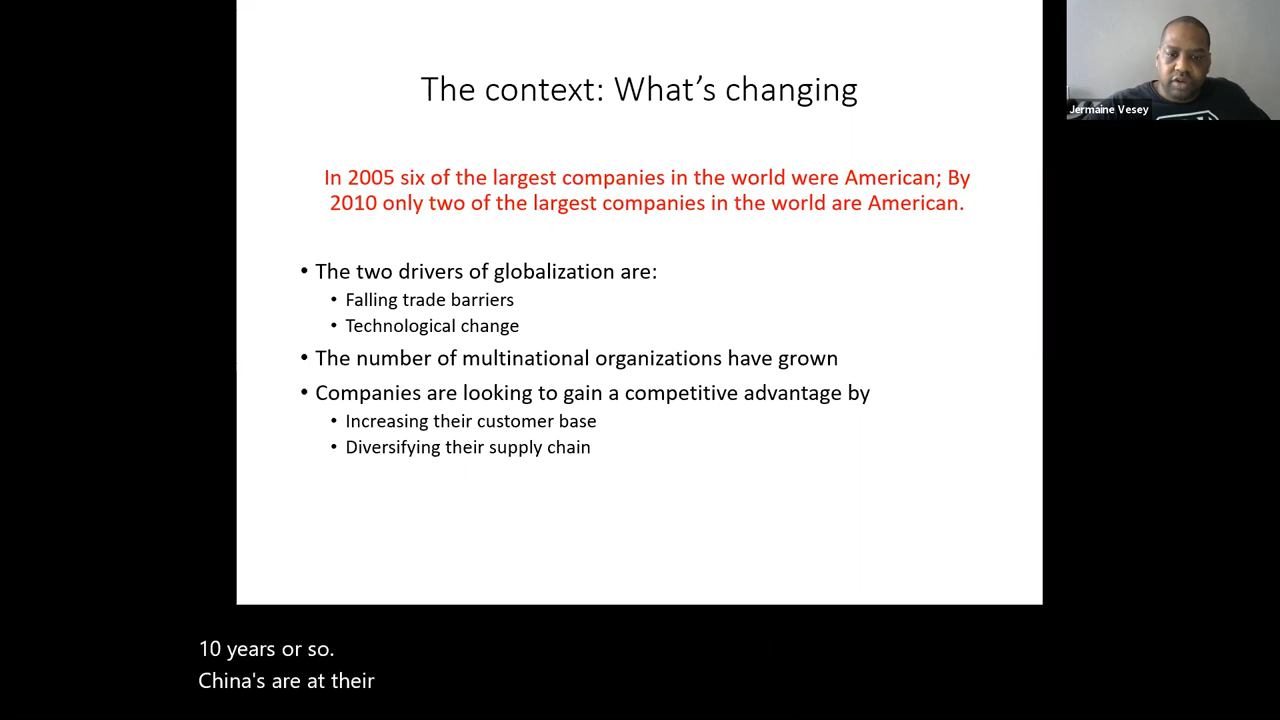 The context: What's changing
Jermaine Vesey
In 2005 six of the largest companies in the world were American; By
2010 only two of the largest companies in the world are American.
• The two drivers of globalization are:
• Falling trade barriers
• Technological change
• The number of multinational organizations have grown
• Companies are looking to gain a competitive advantage by
• Increasing their customer base
• Diversifying their supply chain
10 years or so.
China's are at their